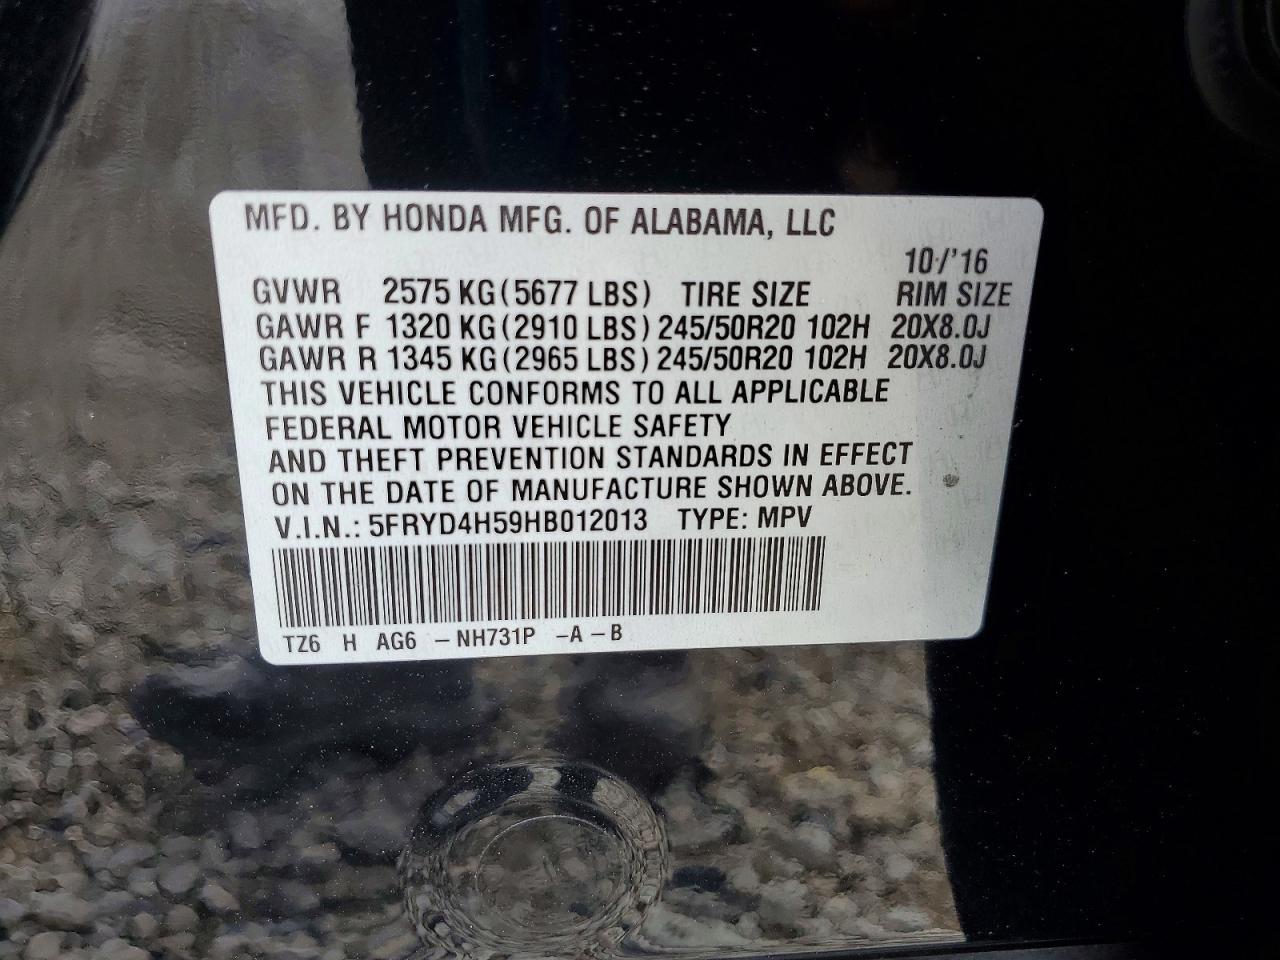 MFD. BY HONDA MFG. OF ALABAMA, LLC
10/'16
GVWR 2575 KG(5677 LBS) TIRE SIZE RIM SIZE
GAWR F 1320 KG(2910 LBS) 245/50R20 102H 20X8.0J
GAWR R 1345 KG(2965 LBS) 245/50R20 102H 20X8.0J
THIS VEHICLE CONFORMS TO ALL APPLICABLE
FEDERAL MOTOR VEHICLE SAFETY
AND THEFT PREVENTION STANDARDS IN EFFECT
ON THE DATE OF MANUFACTURE SHOWN ABOVE.
V.I.N.: 5FRYD4H59HB012013 TYPE: MPV
TZ6 H AG6 -NH731P -A-B